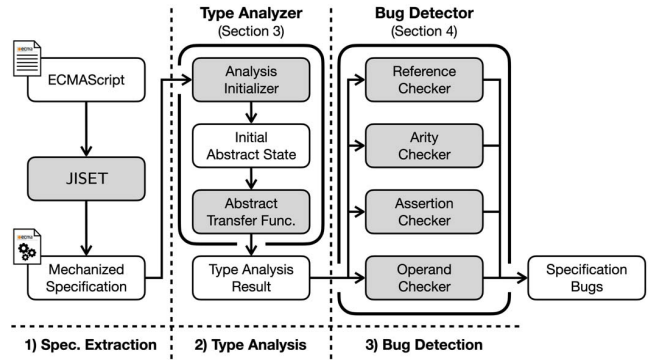 Type Analyzer
(Section 3)
Bug Detector
(Section 4)
ECMAScript
JISET
Mechanized
Specification
Analysis
Initializer
Initial
Abstract State
Abstract
Transfer Func.
Type Analysis
Result
Reference
Checker
Arity
Checker
Assertion
Checker
Operand
Checker
Specification
Bugs
1) Spec. Extraction
2) Type Analysis
3) Bug Detection